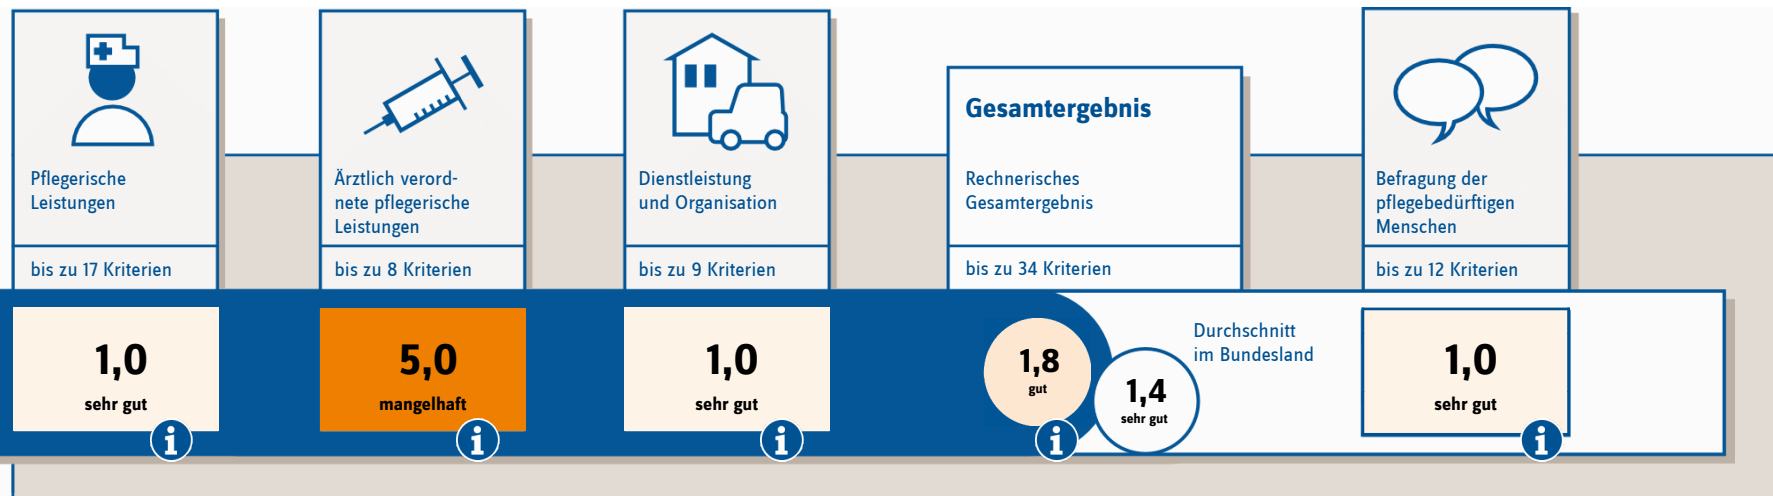 Pflegerische
Leistungen
bis zu 17 Kriterien
1,0
sehr gut
i
Ärztlich verord-
nete pflegerische
Leistungen
bis zu 8 Kriterien
5,0
mangelhaft
i
Dienstleistung
und Organisation
bis zu 9 Kriterien
1,0
sehr gut
i
Gesamtergebnis
Rechnerisches
Gesamtergebnis
bis zu 34 Kriterien
1,8
gut
i
1,4
sehr gut
Durchschnitt
im Bundesland
Befragung der
pflegebedürftigen
Menschen
bis zu 12 Kriterien
1,0
sehr gut
i